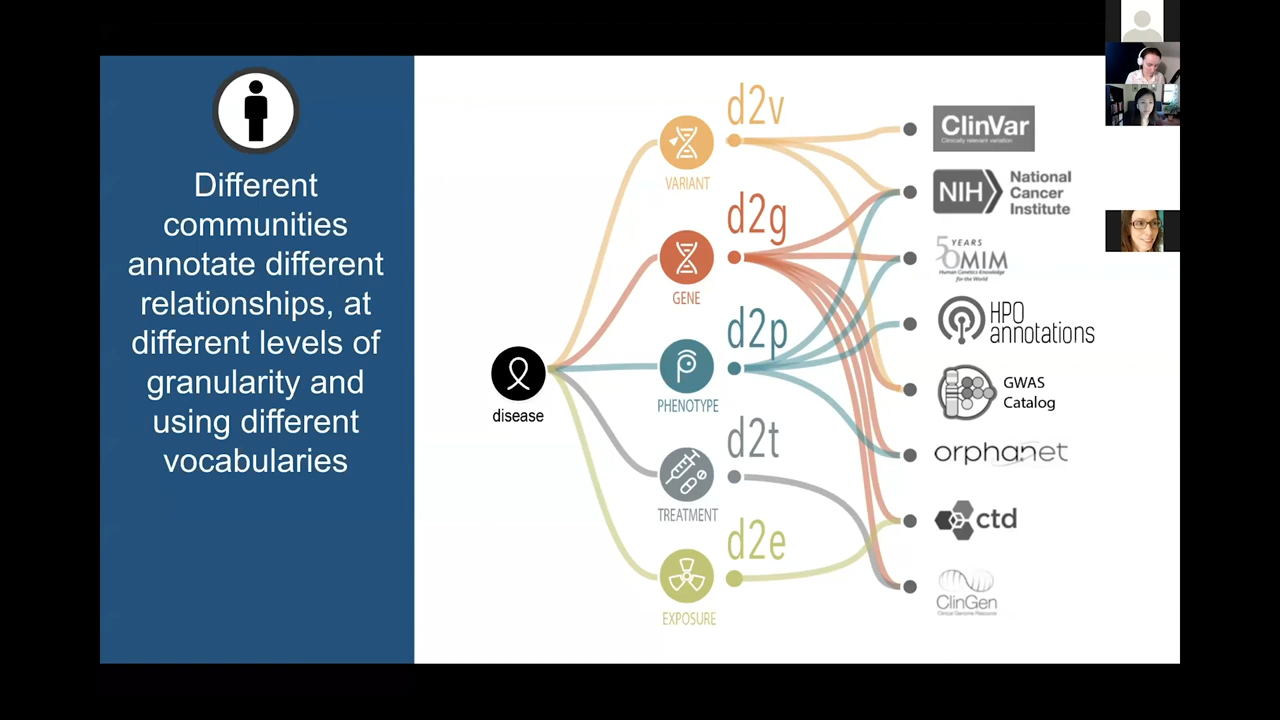 Different
communities
annotate different
relationships, at
different levels of
granularity and
using different
vocabularies
disease
d2v
VARIANT
d2g
GENE
d2p
PHENOTYPE
d2t
TREATMENT
d2e
EXPOSURE
ClinVar
Clinically relevant variation
NIH
National
Cancer
Institute
50 YEARS
OMIM
Human Genetics Knowledge
for the World
HPO
annotations
GWAS
Catalog
orphanet
ctd
ClinGen
Clinical Genome Resource